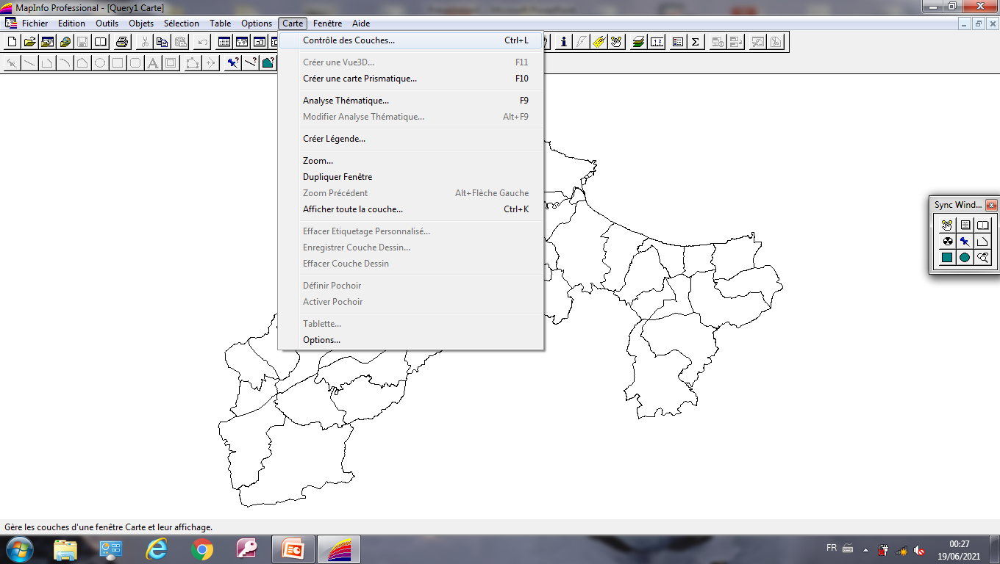 MapInfo Professional - [Query1 Carte]
Fichier Edition Outils Objets Sélection Table Options Carte Fenêtre Aide
Contrôle des Couches... Ctrl+L
Créer une Vue3D... F11
Créer une carte Prismatique... F10
Analyse Thématique... F9
Modifier Analyse Thématique... Alt+F9
Créer Légende...
Zoom...
Dupliquer Fenêtre
Zoom Précédent Alt+Flèche Gauche
Afficher toute la couche... Ctrl+K
Effacer Etiquetage Personnalisé...
Enregistrer Couche Dessin...
Effacer Couche Dessin
Définir Pochoir
Activer Pochoir
Tablette...
Options...
Sync Wind...
Gère les couches d'une fenêtre Carte et leur affichage.
FR
00:27
19/06/2021